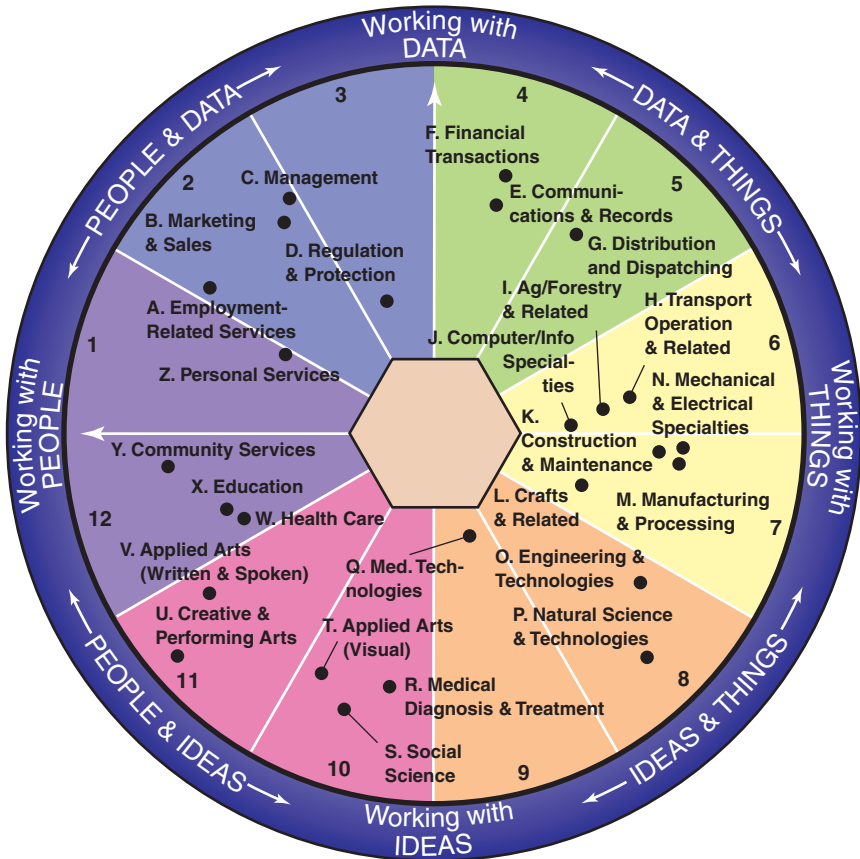 Working with
DATA
PEOPLE & DATA
DATA & THINGS
3
4
2
5
F. Financial
Transactions
C. Management
E. Communi-
cations & Records
B. Marketing
& Sales
D. Regulation
& Protection
G. Distribution
and Dispatching
I. Ag/Forestry
& Related
H. Transport
Operation
& Related
A. Employment-
Related Services
1
6
J. Computer/Info
Special-
ties
Z. Personal Services
N. Mechanical
& Electrical
Specialties
Working with
PEOPLE
Working with
THINGS
K.
Construction
& Maintenance
Y. Community Services
X. Education
L. Crafts
& Related
M. Manufacturing
& Processing
12
W. Health Care
7
V. Applied Arts
(Written & Spoken)
Q. Med. Tech-
nologies
O. Engineering &
Technologies
U. Creative &
Performing Arts
T. Applied Arts
(Visual)
P. Natural Science
& Technologies
11
8
R. Medical
Diagnosis & Treatment
S. Social
Science
10
9
PEOPLE & IDEAS
IDEAS & THINGS
Working with
IDEAS